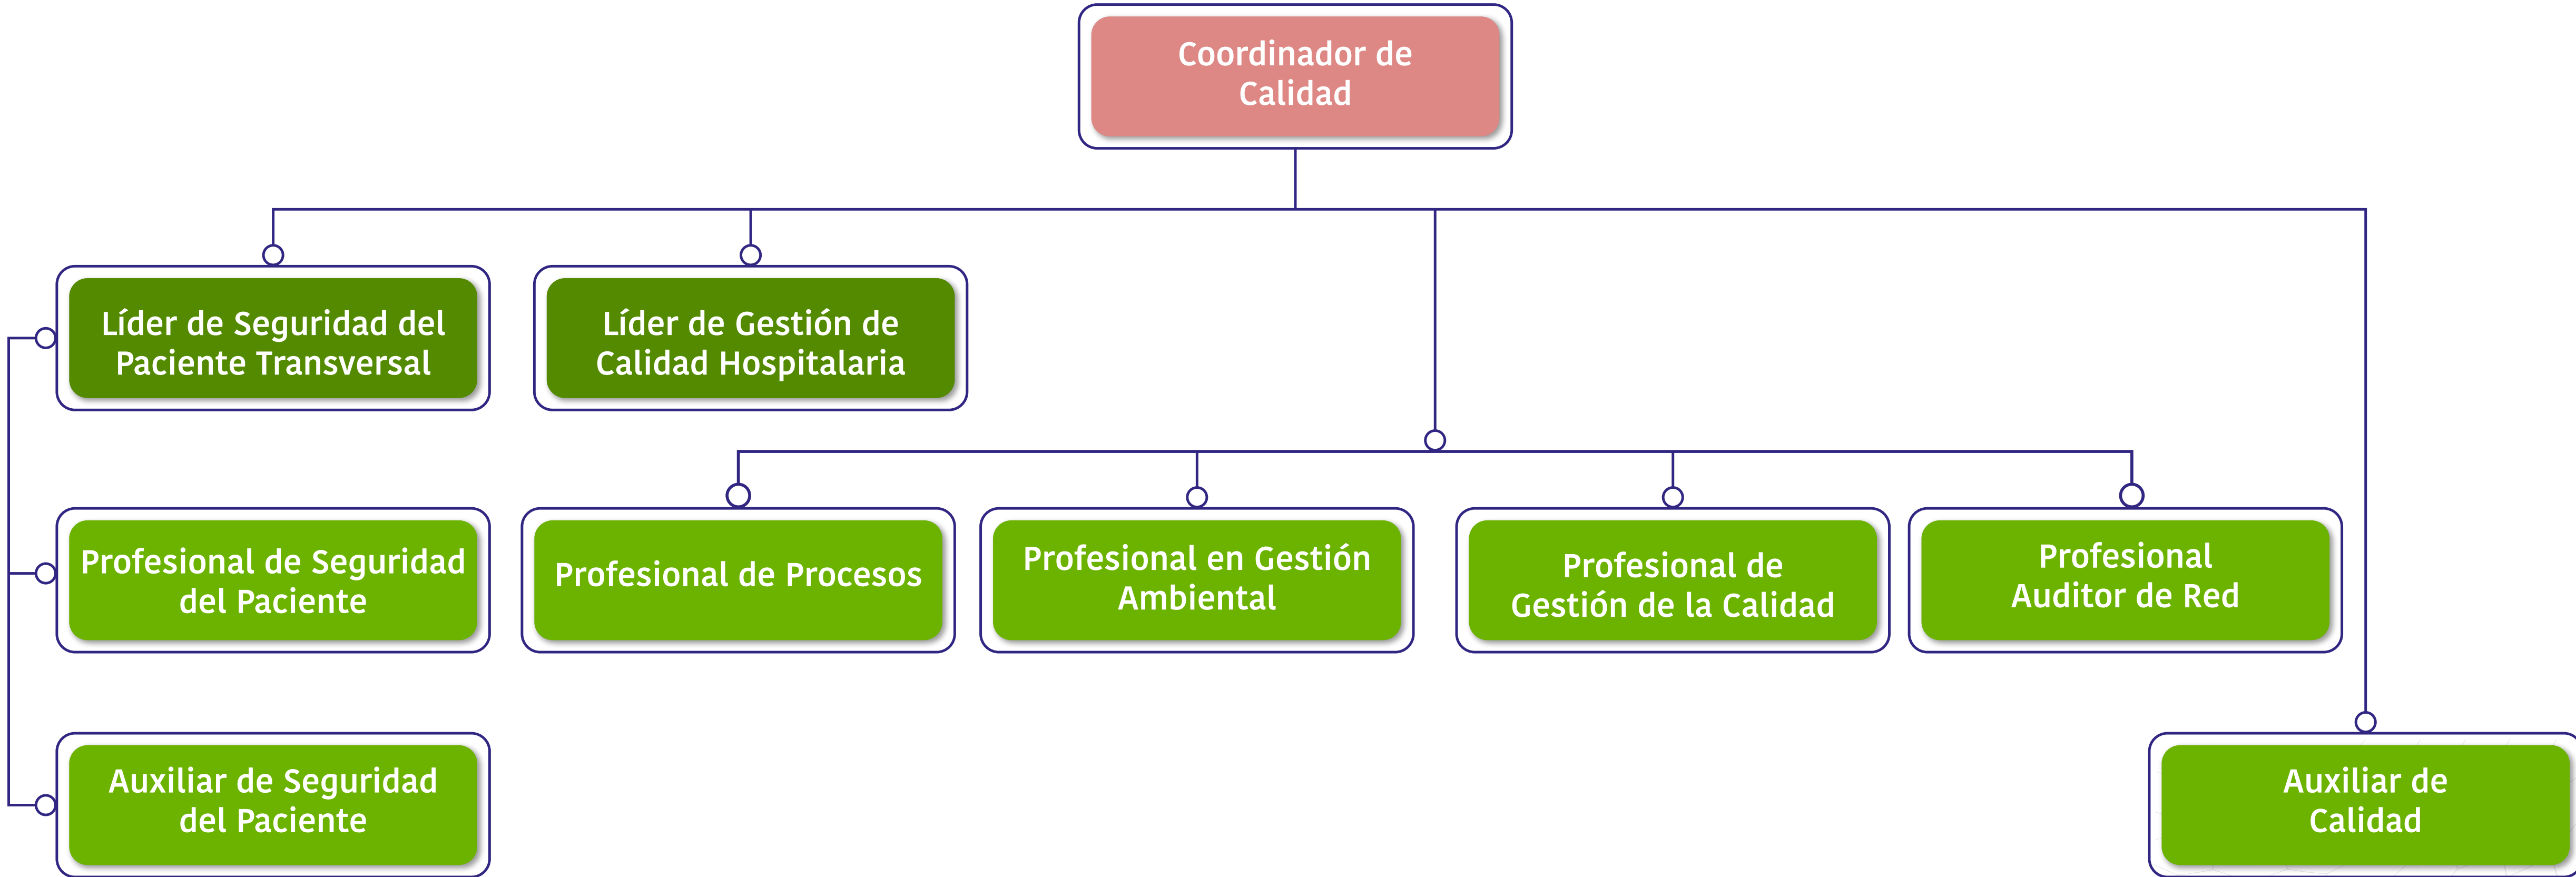 Coordinador de
Calidad
Líder de Seguridad del
Paciente Transversal
Líder de Gestión de
Calidad Hospitalaria
Profesional de Seguridad
del Paciente
Profesional de Procesos
Profesional en Gestión
Ambiental
Profesional de
Gestión de la Calidad
Profesional
Auditor de Red
Auxiliar de Seguridad
del Paciente
Auxiliar de
Calidad